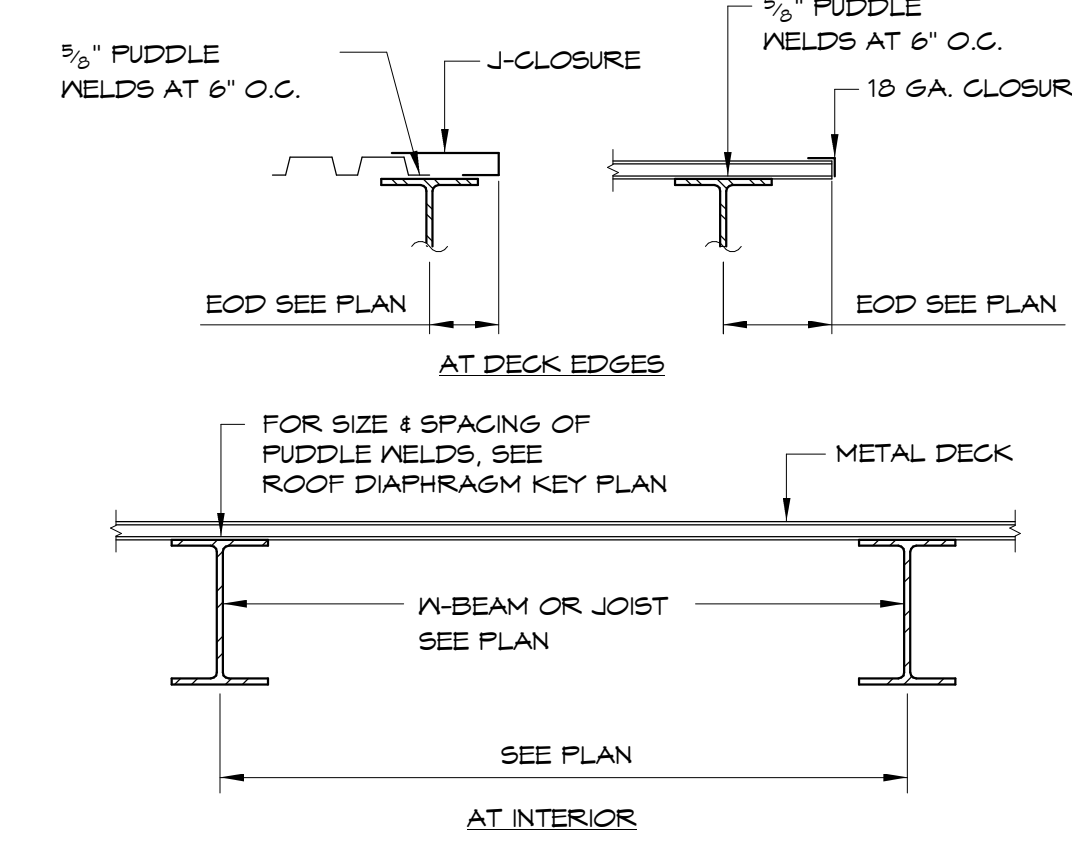 5/8" PUDDLE
WELDS AT 6" O.C.
J-CLOSURE
5/8" PUDDLE
WELDS AT 6" O.C.
18 GA. CLOSUR
EOD SEE PLAN
EOD SEE PLAN
AT DECK EDGES
FOR SIZE & SPACING OF
PUDDLE WELDS, SEE
ROOF DIAPHRAGM KEY PLAN
METAL DECK
W-BEAM OR JOIST
SEE PLAN
SEE PLAN
AT INTERIOR